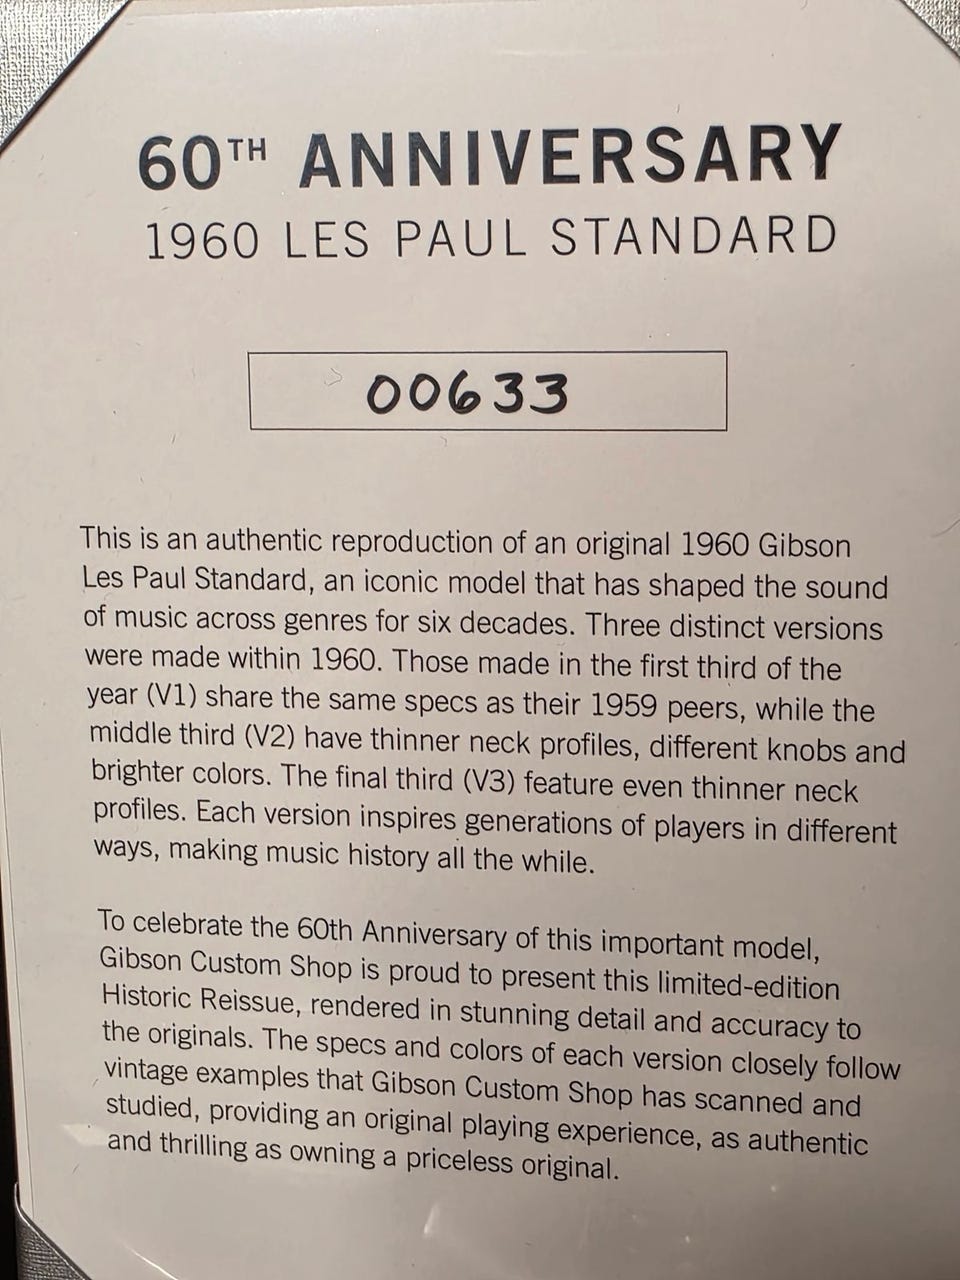 60TH ANNIVERSARY
1960 LES PAUL STANDARD
00633
This is an authentic reproduction of an original 1960 Gibson
Les Paul Standard, an iconic model that has shaped the sound
of music across genres for six decades. Three distinct versions
were made within 1960. Those made in the first third of the
year (V1) share the same specs as their 1959 peers, while the
middle third (V2) have thinner neck profiles, different knobs and
brighter colors. The final third (V3) feature even thinner neck
profiles. Each version inspires generations of players in different
ways, making music history all the while.
To celebrate the 60th Anniversary of this important model,
Gibson Custom Shop is proud to present this limited-edition
Historic Reissue, rendered in stunning detail and accuracy to
the originals. The specs and colors of each version closely follow
vintage examples that Gibson Custom Shop has scanned and
studied, providing an original playing experience, as authentic
and thrilling as owning a priceless original.